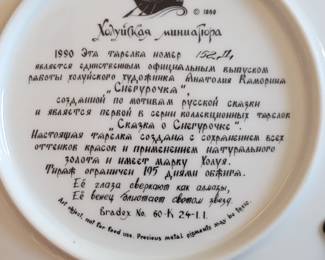 © 1990
Холуйская миниатюра
1990 Эта тарелка номер 152,Д,
является единственным официальным выпуском
работы холуйского художника Анатолия Каморина
„Снегурочка",
созданной по мотивам русской сказки
и является первой в серии коллекционных тарелок
„Сказка о Снегурочке".
Настоящая тарелка создана с сохранением всех
оттенков красок и применением натурального
золота и имеет марку Холуя.
Тираж ограничен 195 днями обжига.
Её глаза сверкают как алмазы,
Её венец блистает светом звезд.
Bradex No. 60-K 24-1.1
Art object, not for food use. Precious metal pigments may be toxic.